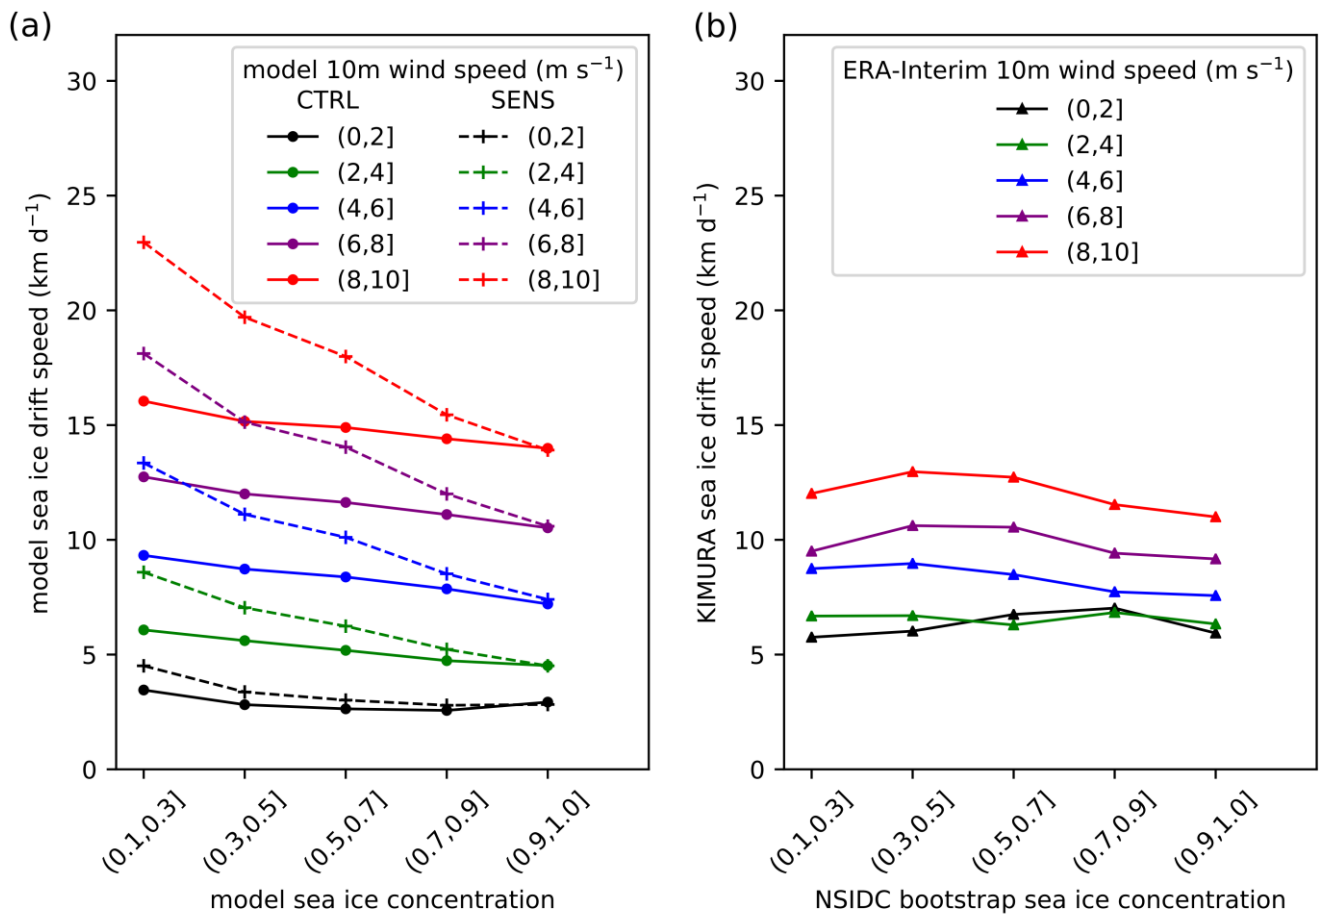 (a)
model sea ice drift speed (km d⁻¹)
30
25
20
15
10
5
0
model 10m wind speed (m s⁻¹)
CTRL SENS
(0,2] (0,2]
(2,4] (2,4]
(4,6] (4,6]
(6,8] (6,8]
(8,10] (8,10]
(0.1,0.3] (0.3,0.5] (0.5,0.7] (0.7,0.9] (0.9,1.0]
model sea ice concentration
(b)
KIMURA sea ice drift speed (km d⁻¹)
30
25
20
15
10
5
0
ERA-Interim 10m wind speed (m s⁻¹)
(0,2]
(2,4]
(4,6]
(6,8]
(8,10]
(0.1,0.3] (0.3,0.5] (0.5,0.7] (0.7,0.9] (0.9,1.0]
NSIDC bootstrap sea ice concentration